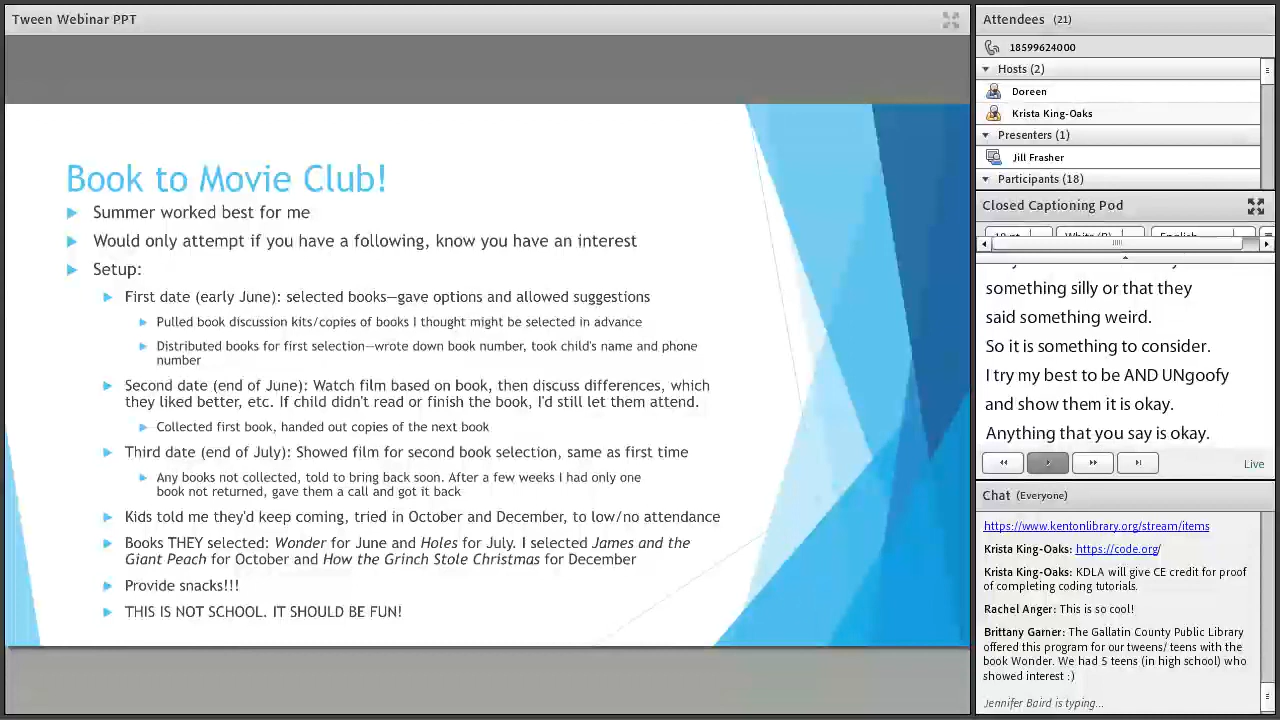 Tween Webinar PPT
Book to Movie Club!
Summer worked best for me
Would only attempt if you have a following, know you have an interest
Setup:
First date (early June): selected books—gave options and allowed suggestions
Pulled book discussion kits/copies of books I thought might be selected in advance
Distributed books for first selection—wrote down book number, took child's name and phone
number
Second date (end of June): Watch film based on book, then discuss differences, which
they liked better, etc. If child didn't read or finish the book, I'd still let them attend.
Collected first book, handed out copies of the next book
Third date (end of July): Showed film for second book selection, same as first time
Any books not collected, told to bring back soon. After a few weeks I had only one
book not returned, gave them a call and got it back
Kids told me they'd keep coming, tried in October and December, to low/no attendance
Books THEY selected: Wonder for June and Holes for July. I selected James and the
Giant Peach for October and How the Grinch Stole Christmas for December
Provide snacks!!!
THIS IS NOT SCHOOL. IT SHOULD BE FUN!
Attendees (21)
18599624000
Hosts (2)
Doreen
Krista King-Oaks
Presenters (1)
Jill Frasher
Participants (18)
Closed Captioning Pod
English
something silly or that they
said something weird.
So it is something to consider.
I try my best to be AND UNgoofy
and show them it is okay.
Anything that you say is okay.
Live
Chat (Everyone)
https://www.kentonlibrary.org/stream/items
Krista King-Oaks: https://code.org/
Krista King-Oaks: KDLA will give CE credit for proof
of completing coding tutorials.
Rachel Anger: This is so cool!
Brittany Garner: The Gallatin County Public Library
offered this program for our tweens/ teens with the
book Wonder. We had 5 teens (in high school) who
showed interest :)
Jennifer Baird is typing...